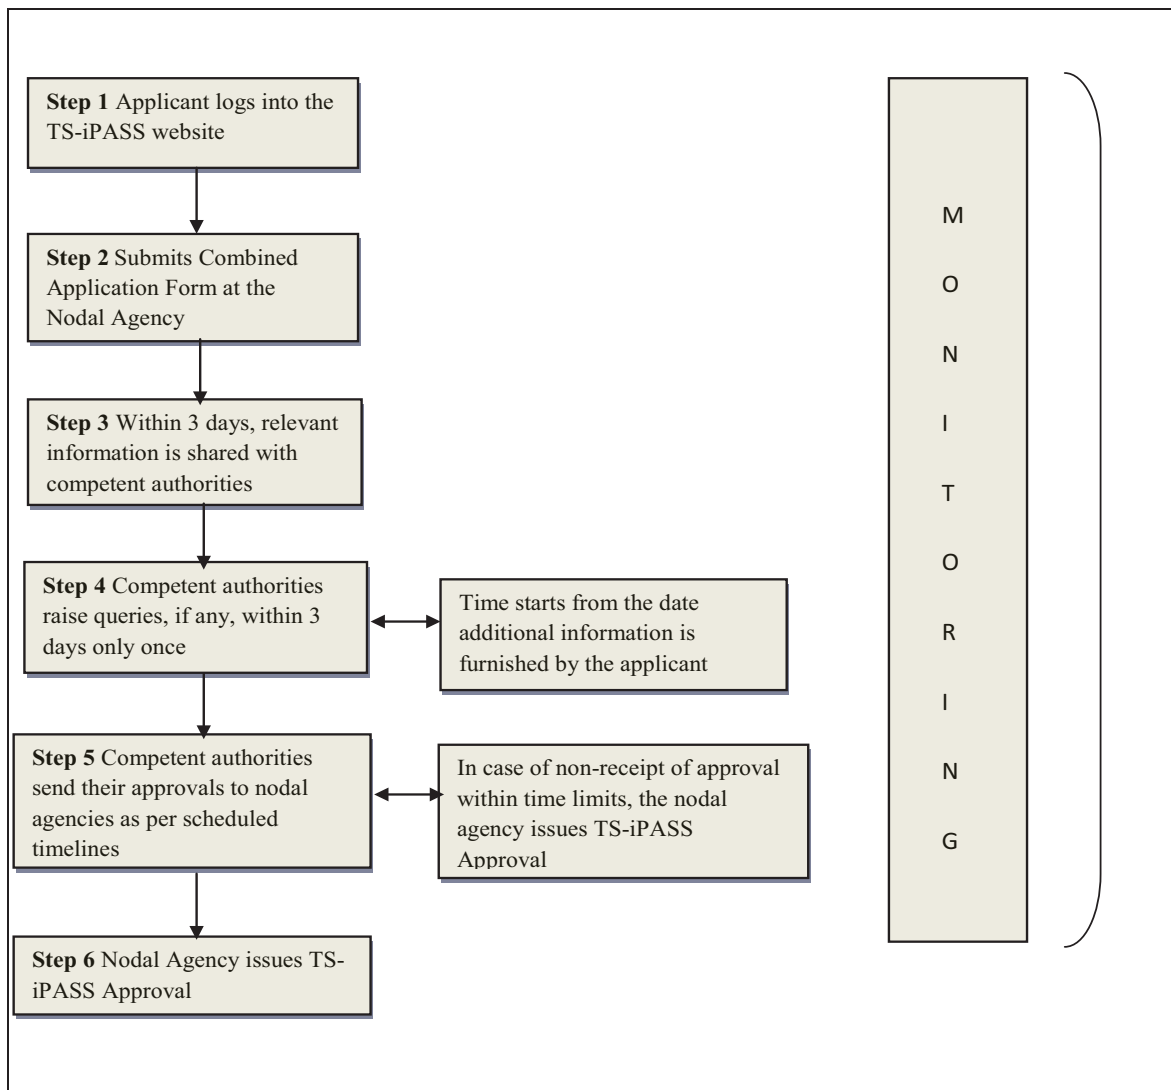 Step 1 Applicant logs into the
TS-iPASS website
Step 2 Submits Combined
Application Form at the
Nodal Agency
Step 3 Within 3 days, relevant
information is shared with
competent authorities
Step 4 Competent authorities
raise queries, if any, within 3
days only once
Time starts from the date
additional information is
furnished by the applicant
Step 5 Competent authorities
send their approvals to nodal
agencies as per scheduled
timelines
In case of non-receipt of approval
within time limits, the nodal
agency issues TS-iPASS
Approval
Step 6 Nodal Agency issues TS-
iPASS Approval
M
O
N
I
T
O
R
I
N
G